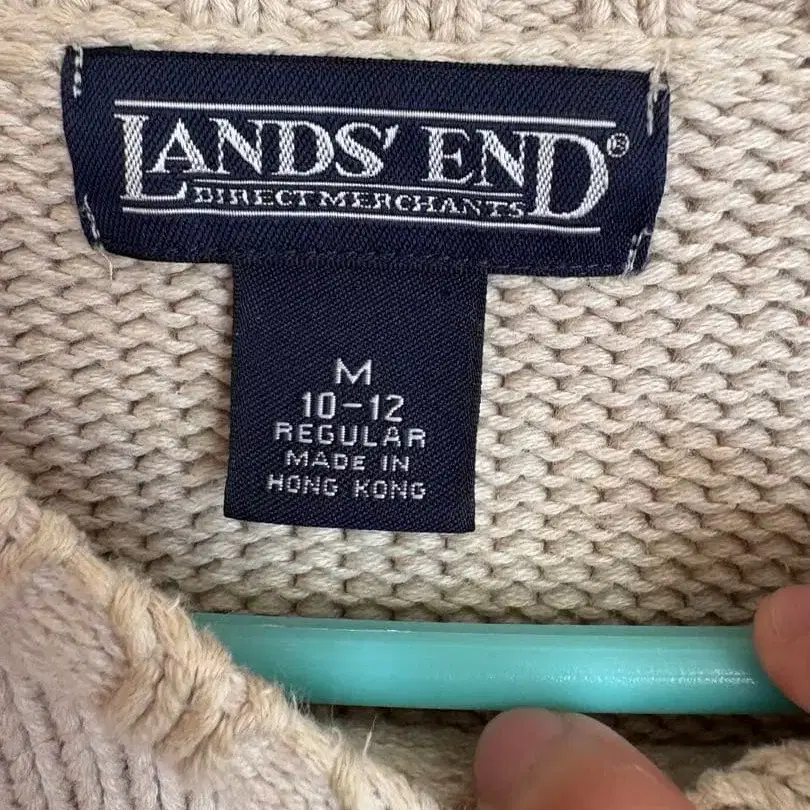 LANDS' END®
DIRECT MERCHANTS
M
10-12
REGULAR
MADE IN
HONG KONG